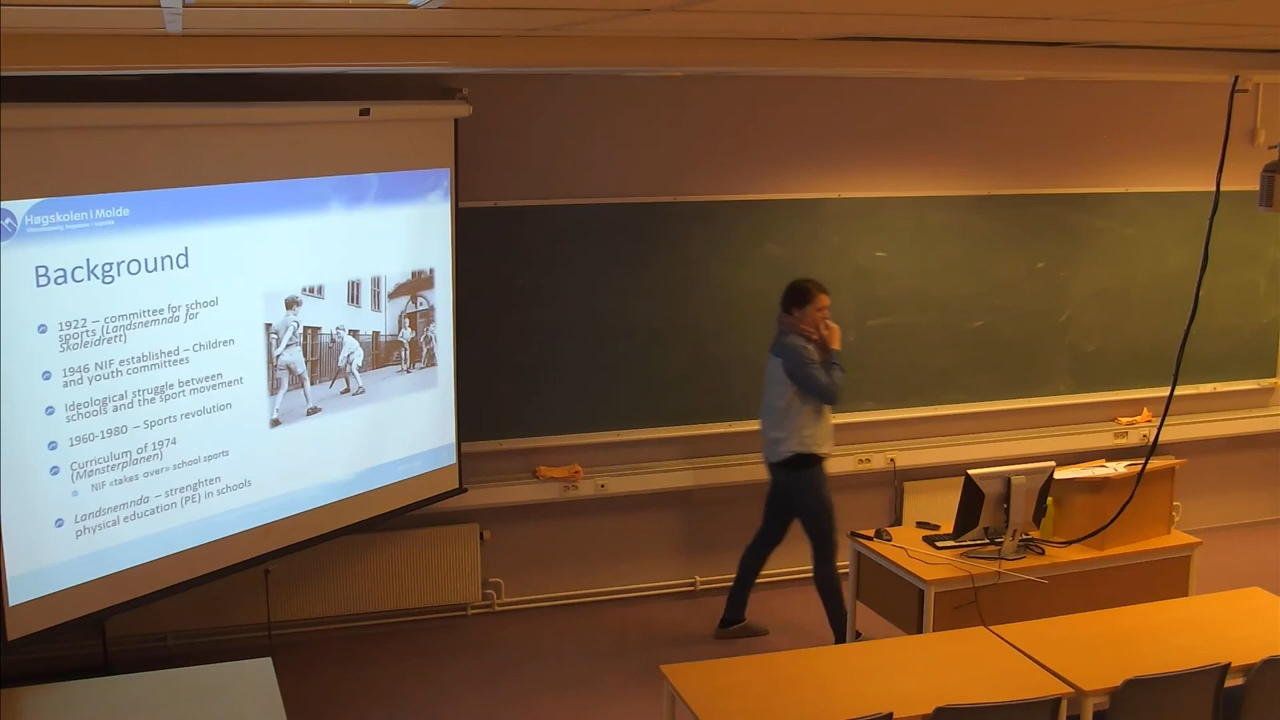 Høgskolen i Molde
Background
1922 – committee for school
sports (Landsnemnda for
Skoleidrett)
1946 NIF established – Children
and youth committees
Ideological struggle between
schools and the sport movement
1960-1980 – Sports revolution
Curriculum of 1974
(Mønsterplanen)
NIF «takes over» school sports
Landsnemnda – strenghten
physical education (PE) in schools